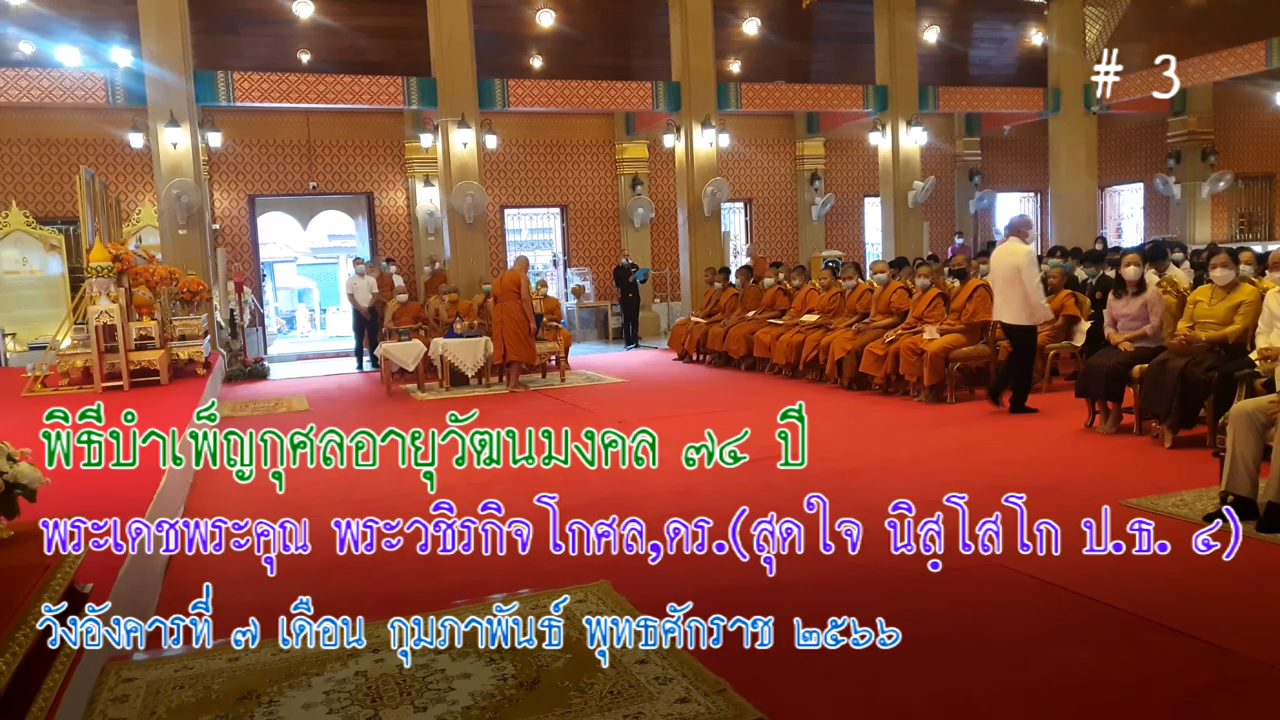 # 3
พิธีบำเพ็ญกุศลอายุวัฒนมงคล ๗๔ ปี
พระเดชพระคุณ พระวชิรกิจโกศล,ดร.(สุดใจ นิสฺโสโก ป.ธ. ๔)
วังอังคารที่ ๗ เดือน กุมภาพันธ์ พุทธศักราช ๒๕๖๖